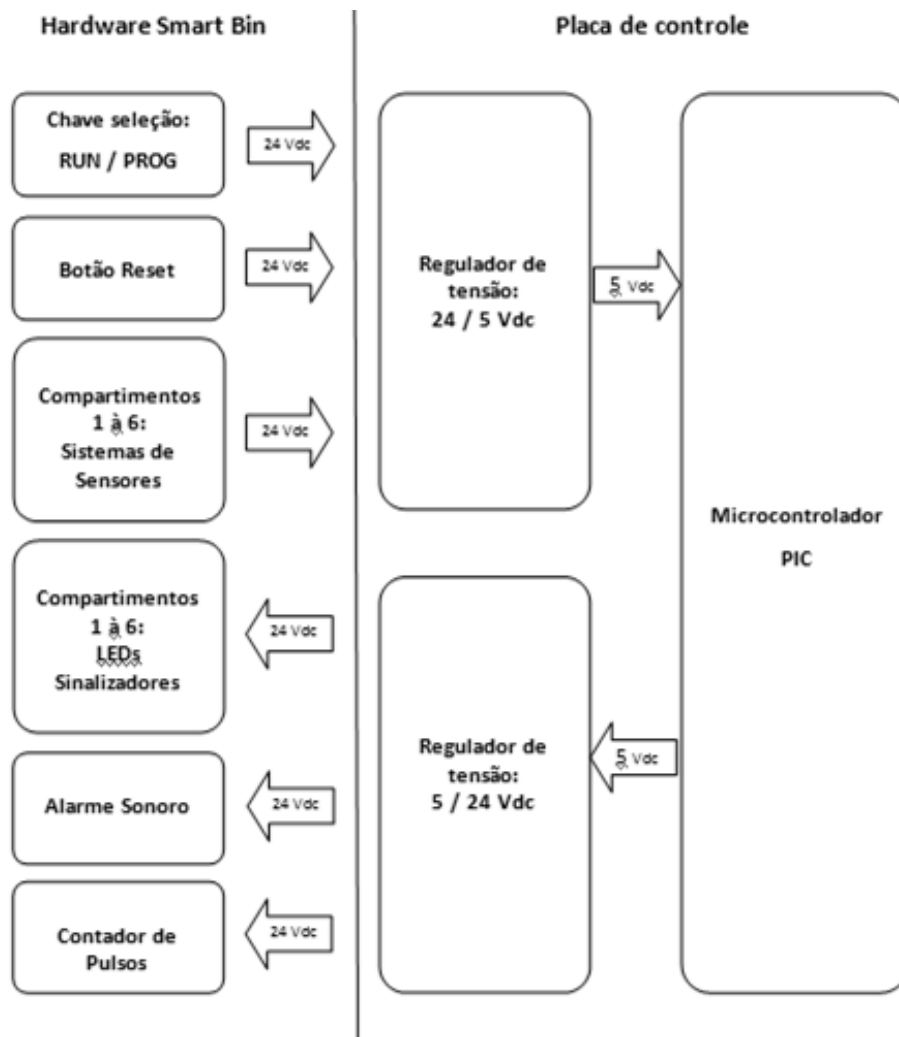 Hardware Smart Bin
Placa de controle
Chave seleção:
RUN / PROG
24 Vdc
Botão Reset
24 Vdc
Compartimentos
1 à 6:
Sistemas de
Sensores
24 Vdc
Compartimentos
1 à 6:
LEDs
Sinalizadores
24 Vdc
Alarme Sonoro
24 Vdc
Contador de
Pulsos
24 Vdc
Regulador de
tensão:
24 / 5 Vdc
5 Vdc
Regulador de
tensão:
5 / 24 Vdc
5 Vdc
Microcontrolador
PIC